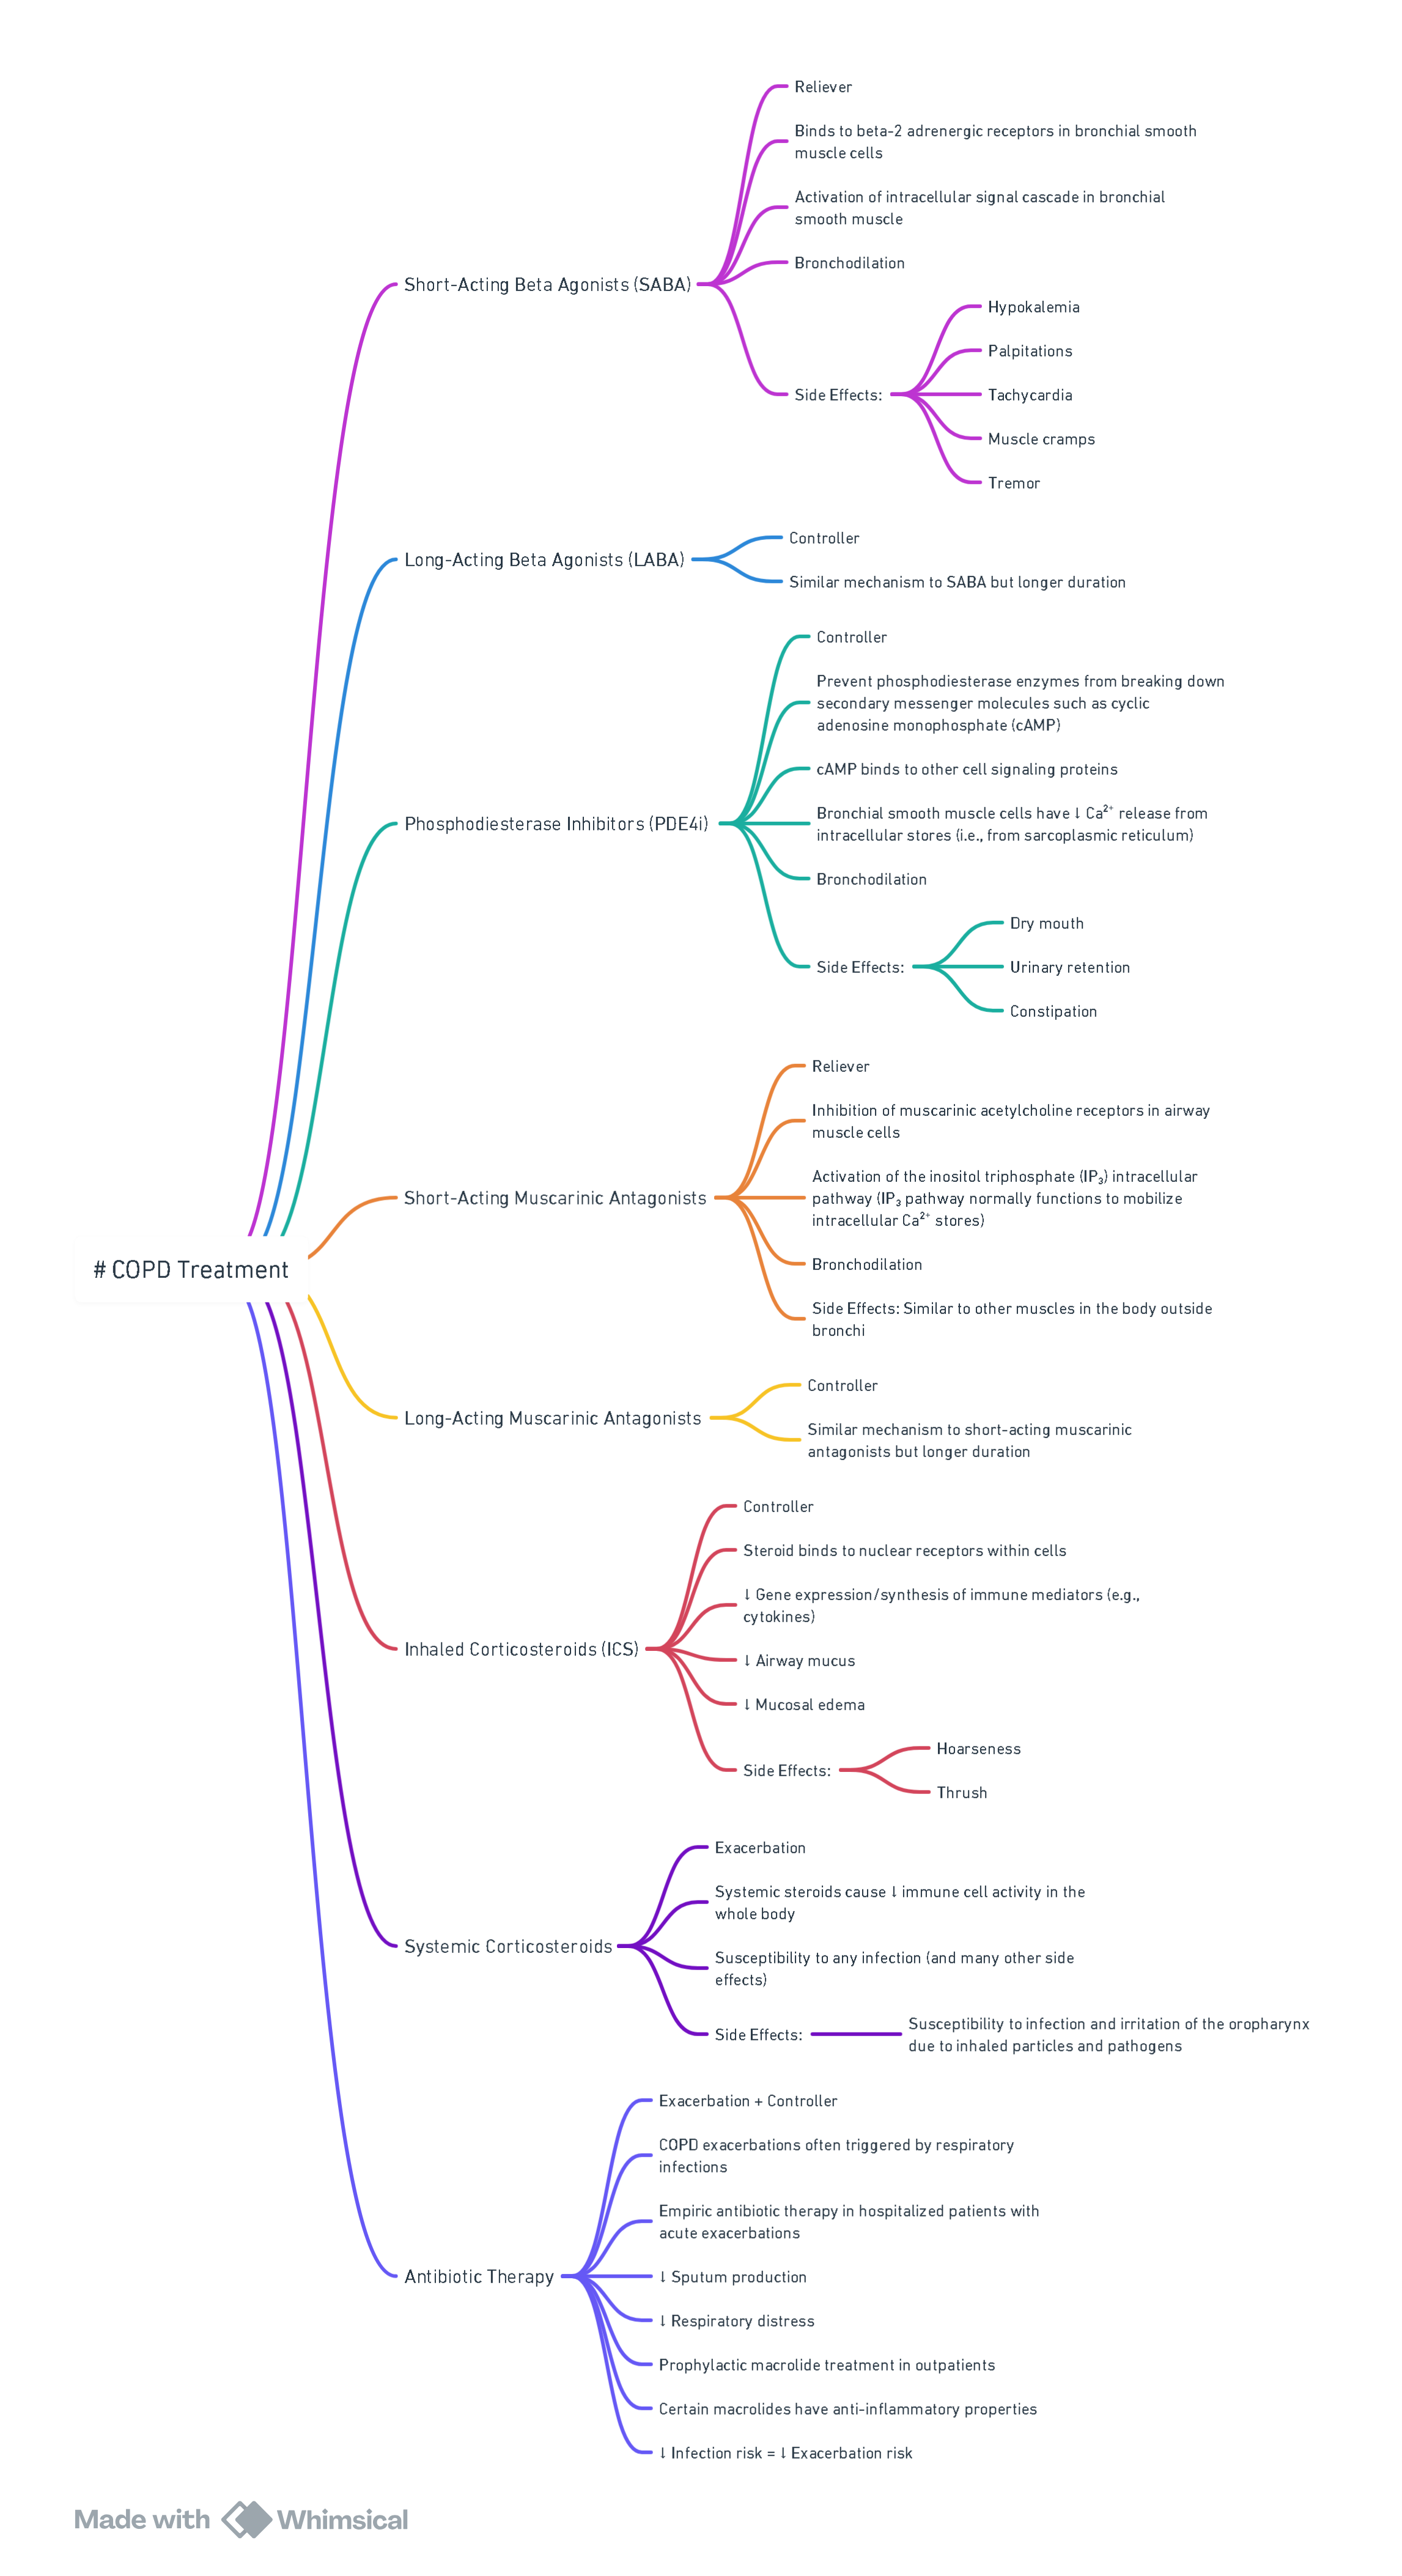 Reliever
Binds to beta-2 adrenergic receptors in bronchial smooth
muscle cells
Activation of intracellular signal cascade in bronchial
smooth muscle
Short-Acting Beta Agonists (SABA)
Bronchodilation
Hypokalemia
Palpitations
Side Effects:
Tachycardia
Muscle cramps
Tremor
Long-Acting Beta Agonists (LABA)
Controller
Similar mechanism to SABA but longer duration
Controller
Prevent phosphodiesterase enzymes from breaking down
secondary messenger molecules such as cyclic
adenosine monophosphate (cAMP)
cAMP binds to other cell signaling proteins
Phosphodiesterase Inhibitors (PDE4i)
Bronchial smooth muscle cells have ↓ Ca²⁺ release from
intracellular stores (i.e., from sarcoplasmic reticulum)
Bronchodilation
Side Effects:
Dry mouth
Urinary retention
Constipation
Reliever
Inhibition of muscarinic acetylcholine receptors in airway
muscle cells
Short-Acting Muscarinic Antagonists
Activation of the inositol triphosphate (IP₃) intracellular
pathway (IP₃ pathway normally functions to mobilize
intracellular Ca²⁺ stores)
Bronchodilation
Side Effects: Similar to other muscles in the body outside
bronchi
# COPD Treatment
Long-Acting Muscarinic Antagonists
Controller
Similar mechanism to short-acting muscarinic
antagonists but longer duration
Controller
Steroid binds to nuclear receptors within cells
↓ Gene expression/synthesis of immune mediators (e.g.,
cytokines)
Inhaled Corticosteroids (ICS)
↓ Airway mucus
↓ Mucosal edema
Side Effects:
Hoarseness
Thrush
Exacerbation
Systemic steroids cause ↓ immune cell activity in the
whole body
Systemic Corticosteroids
Susceptibility to any infection (and many other side
effects)
Side Effects:
Susceptibility to infection and irritation of the oropharynx
due to inhaled particles and pathogens
Exacerbation + Controller
COPD exacerbations often triggered by respiratory
infections
Empiric antibiotic therapy in hospitalized patients with
acute exacerbations
Antibiotic Therapy
↓ Sputum production
↓ Respiratory distress
Prophylactic macrolide treatment in outpatients
Certain macrolides have anti-inflammatory properties
↓ Infection risk = ↓ Exacerbation risk
Made with Whimsical